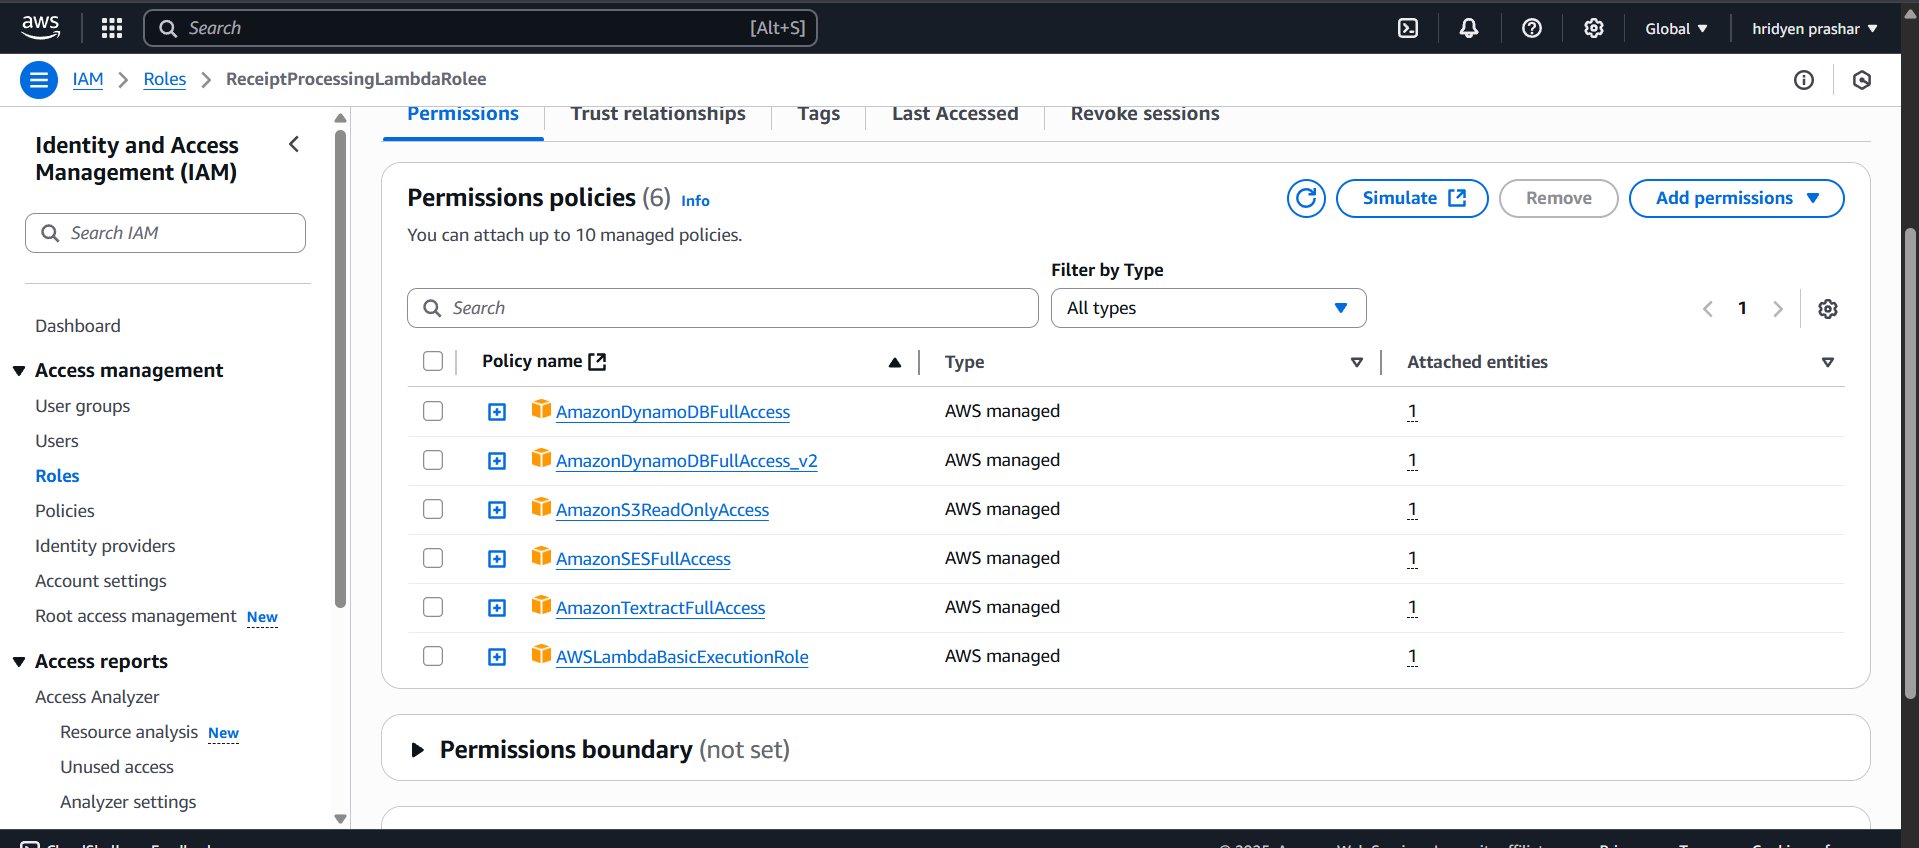 aws
Search [Alt+S]
Global hridyen prashar
IAM > Roles > ReceiptProcessingLambdaRolee
Identity and Access
Management (IAM)
Search IAM
Dashboard
Access management
User groups
Users
Roles
Policies
Identity providers
Account settings
Root access management New
Access reports
Access Analyzer
Resource analysis New
Unused access
Analyzer settings
Permissions Trust relationships Tags Last Accessed Revoke sessions
Permissions policies (6) Info
Simulate Remove Add permissions
You can attach up to 10 managed policies.
Filter by Type
Search All types 1
Policy name Type Attached entities
AmazonDynamoDBFullAccess AWS managed 1
AmazonDynamoDBFullAccess_v2 AWS managed 1
AmazonS3ReadOnlyAccess AWS managed 1
AmazonSESFullAccess AWS managed 1
AmazonTextractFullAccess AWS managed 1
AWSLambdaBasicExecutionRole AWS managed 1
Permissions boundary (not set)